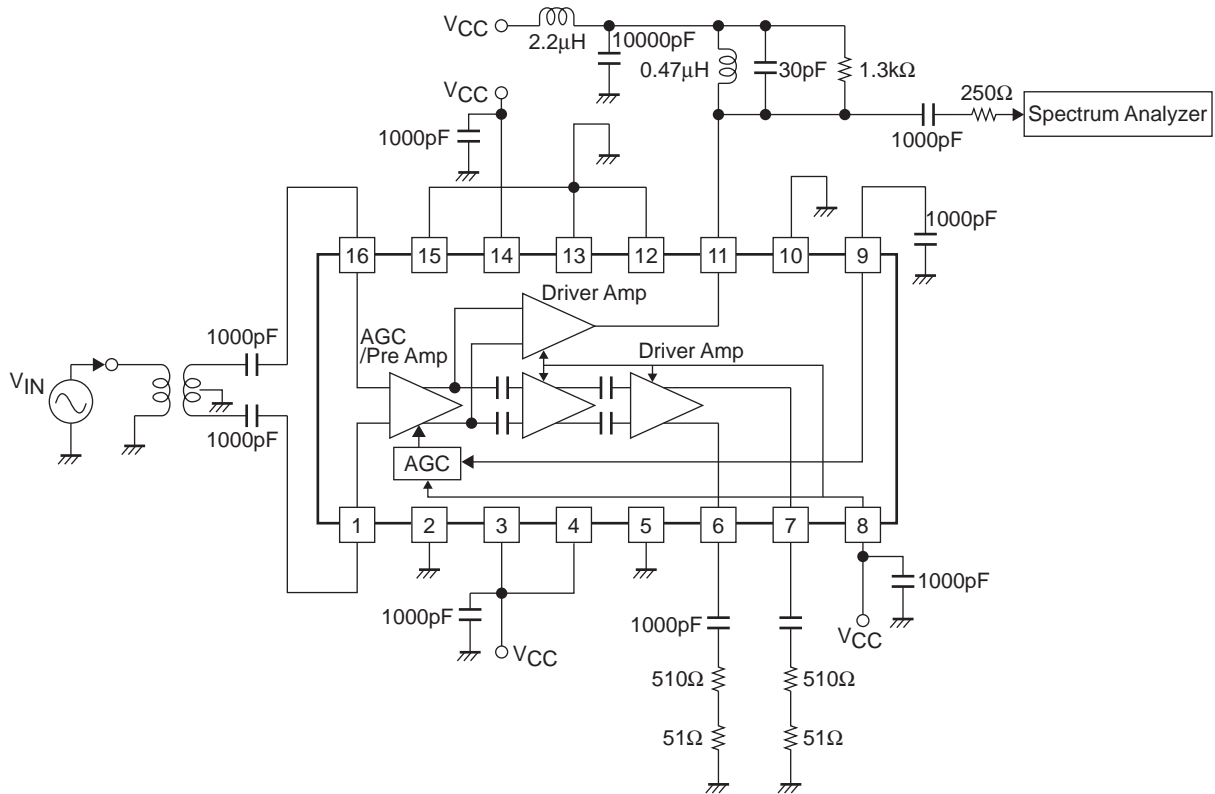 VCC
2.2μH
10000pF
0.47μH
30pF
1.3kΩ
VCC
1000pF
1000pF
250Ω
Spectrum Analyzer
1000pF
16
15
14
13
12
11
10
9
Driver Amp
AGC
/Pre Amp
Driver Amp
1000pF
VIN
1000pF
AGC
1
2
3
4
5
6
7
8
1000pF
VCC
1000pF
1000pF
VCC
510Ω
510Ω
51Ω
51Ω